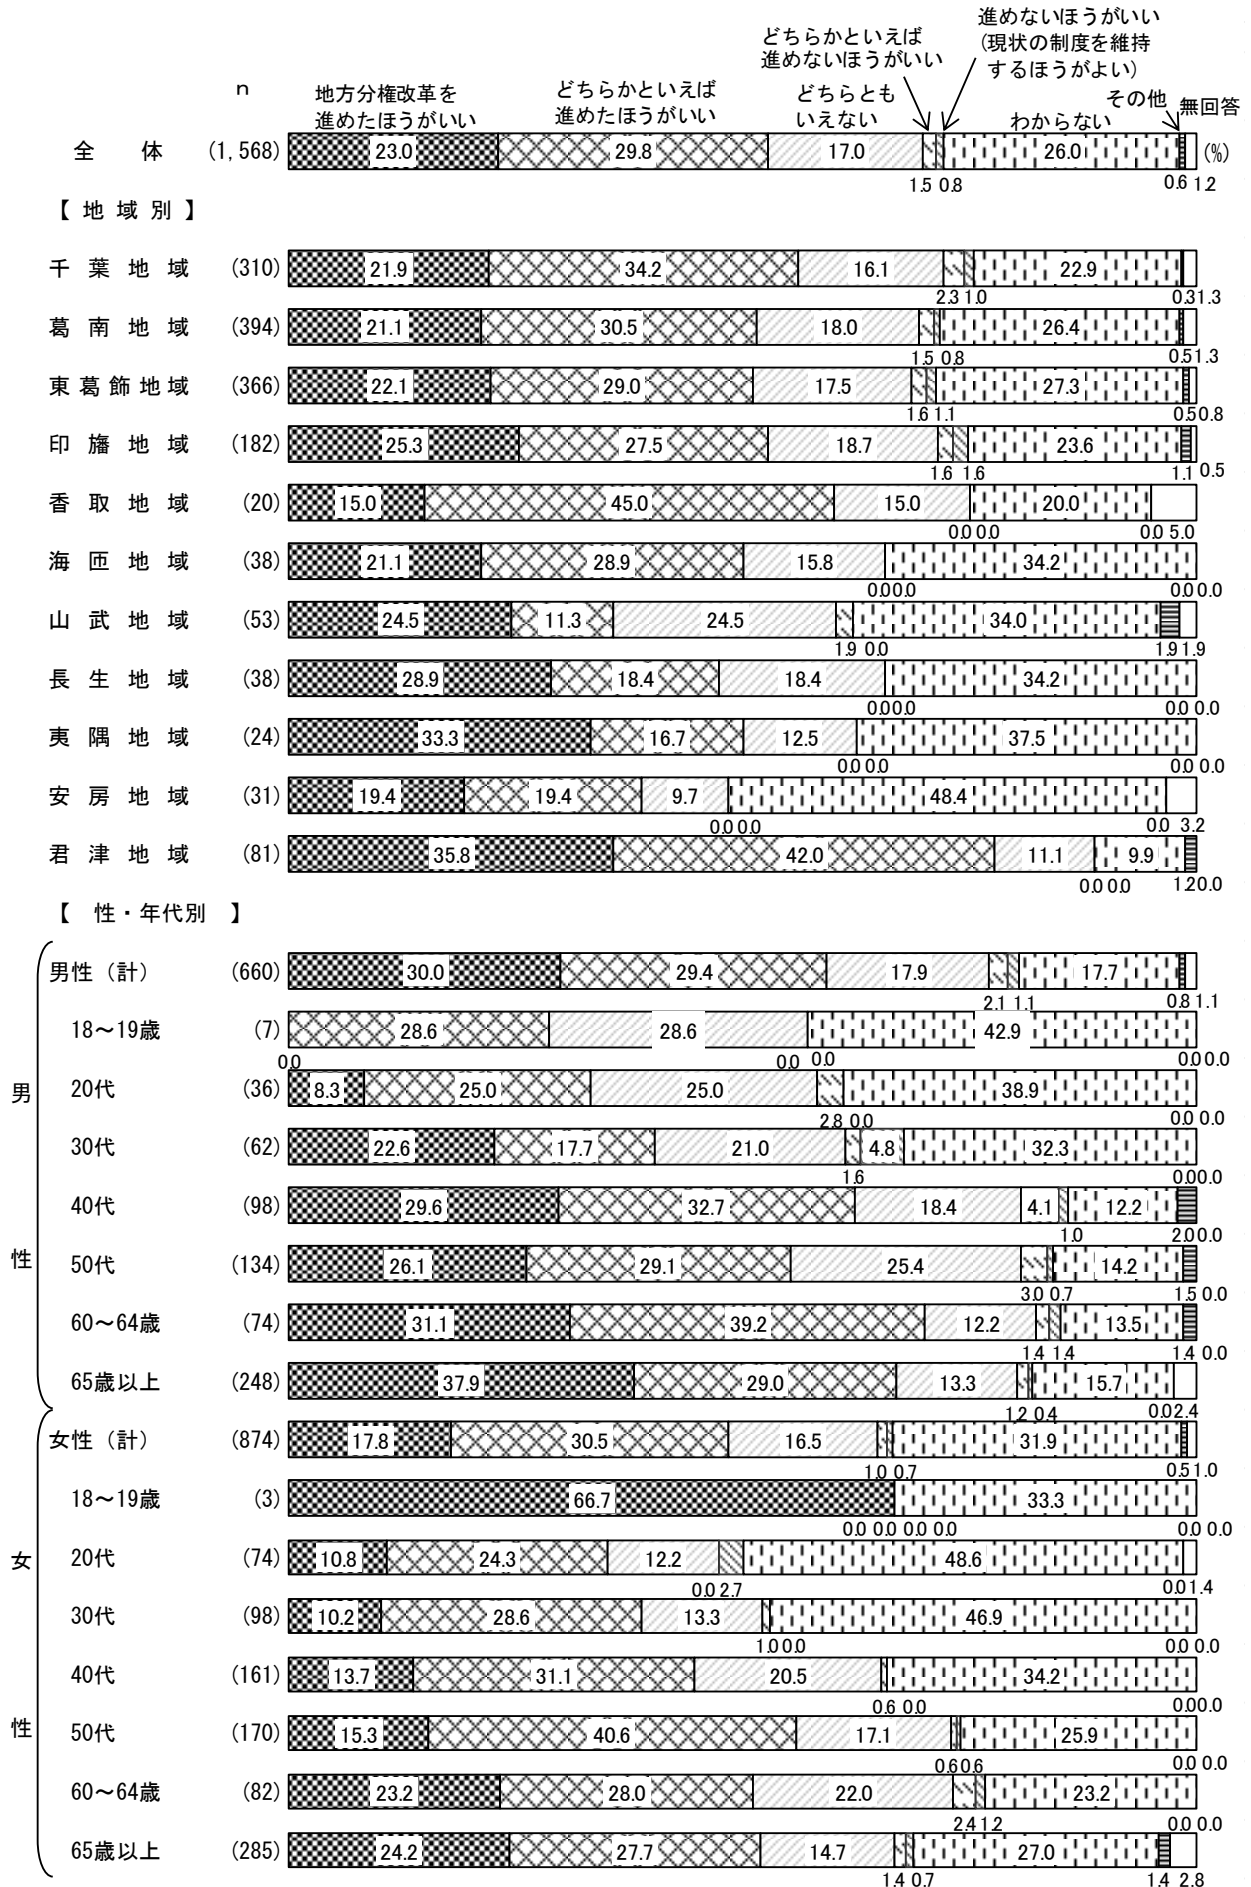 進めないほうがいい
(現状の制度を維持
するほうがよい)
どちらかといえば
進めないほうがいい
n
地方分権改革を
進めたほうがいい
どちらかといえば
進めたほうがいい
どちらとも
いえない
わからない
その他
無回答
全 体 (1,568) 23.0 29.8 17.0 26.0 (%)
1.5 0.8 0.6 1.2
【 地 域 別 】
千 葉 地 域 (310) 21.9 34.2 16.1 22.9
2.3 1.0 0.3 1.3
葛 南 地 域 (394) 21.1 30.5 18.0 26.4
1.5 0.8 0.5 1.3
東 葛 飾 地 域 (366) 22.1 29.0 17.5 27.3
1.6 1.1 0.5 0.8
印 旛 地 域 (182) 25.3 27.5 18.7 23.6
1.6 1.6 1.1 0.5
香 取 地 域 (20) 15.0 45.0 15.0 20.0
0.0 0.0 0.0 5.0
海 匝 地 域 (38) 21.1 28.9 15.8 34.2
0.0 0.0 0.0 0.0
山 武 地 域 (53) 24.5 11.3 24.5 34.0
1.9 0.0 1.9 1.9
長 生 地 域 (38) 28.9 18.4 18.4 34.2
0.0 0.0 0.0 0.0
夷 隅 地 域 (24) 33.3 16.7 12.5 37.5
0.0 0.0 0.0 0.0
安 房 地 域 (31) 19.4 19.4 9.7 48.4
0.0 0.0 0.0 3.2
君 津 地 域 (81) 35.8 42.0 11.1 9.9
0.0 0.0 1.2 0.0
【 性・年代別 】
男性(計) (660) 30.0 29.4 17.9 17.7
2.1 1.1 0.8 1.1
18~19歳 (7) 28.6 28.6 42.9
0.0 0.0 0.0 0.0 0.0
男
20代 (36) 8.3 25.0 25.0 38.9
2.8 0.0 0.0 0.0
30代 (62) 22.6 17.7 21.0 4.8 32.3
1.6 0.0 0.0
40代 (98) 29.6 32.7 18.4 4.1 12.2
1.0 2.0 0.0
性
50代 (134) 26.1 29.1 25.4 14.2
3.0 0.7 1.5 0.0
60~64歳 (74) 31.1 39.2 12.2 13.5
1.4 1.4 1.4 0.0
65歳以上 (248) 37.9 29.0 13.3 15.7
1.2 0.4 0.0 2.4
女性(計) (874) 17.8 30.5 16.5 31.9
1.0 0.7 0.5 1.0
18~19歳 (3) 66.7 33.3
0.0 0.0 0.0 0.0 0.0 0.0
女
20代 (74) 10.8 24.3 12.2 48.6
0.0 2.7 0.0 1.4
30代 (98) 10.2 28.6 13.3 46.9
1.0 0.0 0.0 0.0
40代 (161) 13.7 31.1 20.5 34.2
0.6 0.0 0.0 0.0
性
50代 (170) 15.3 40.6 17.1 25.9
0.6 0.6 0.0 0.0
60~64歳 (82) 23.2 28.0 22.0 23.2
2.4 1.2 0.0 0.0
65歳以上 (285) 24.2 27.7 14.7 27.0
1.4 0.7 1.4 2.8